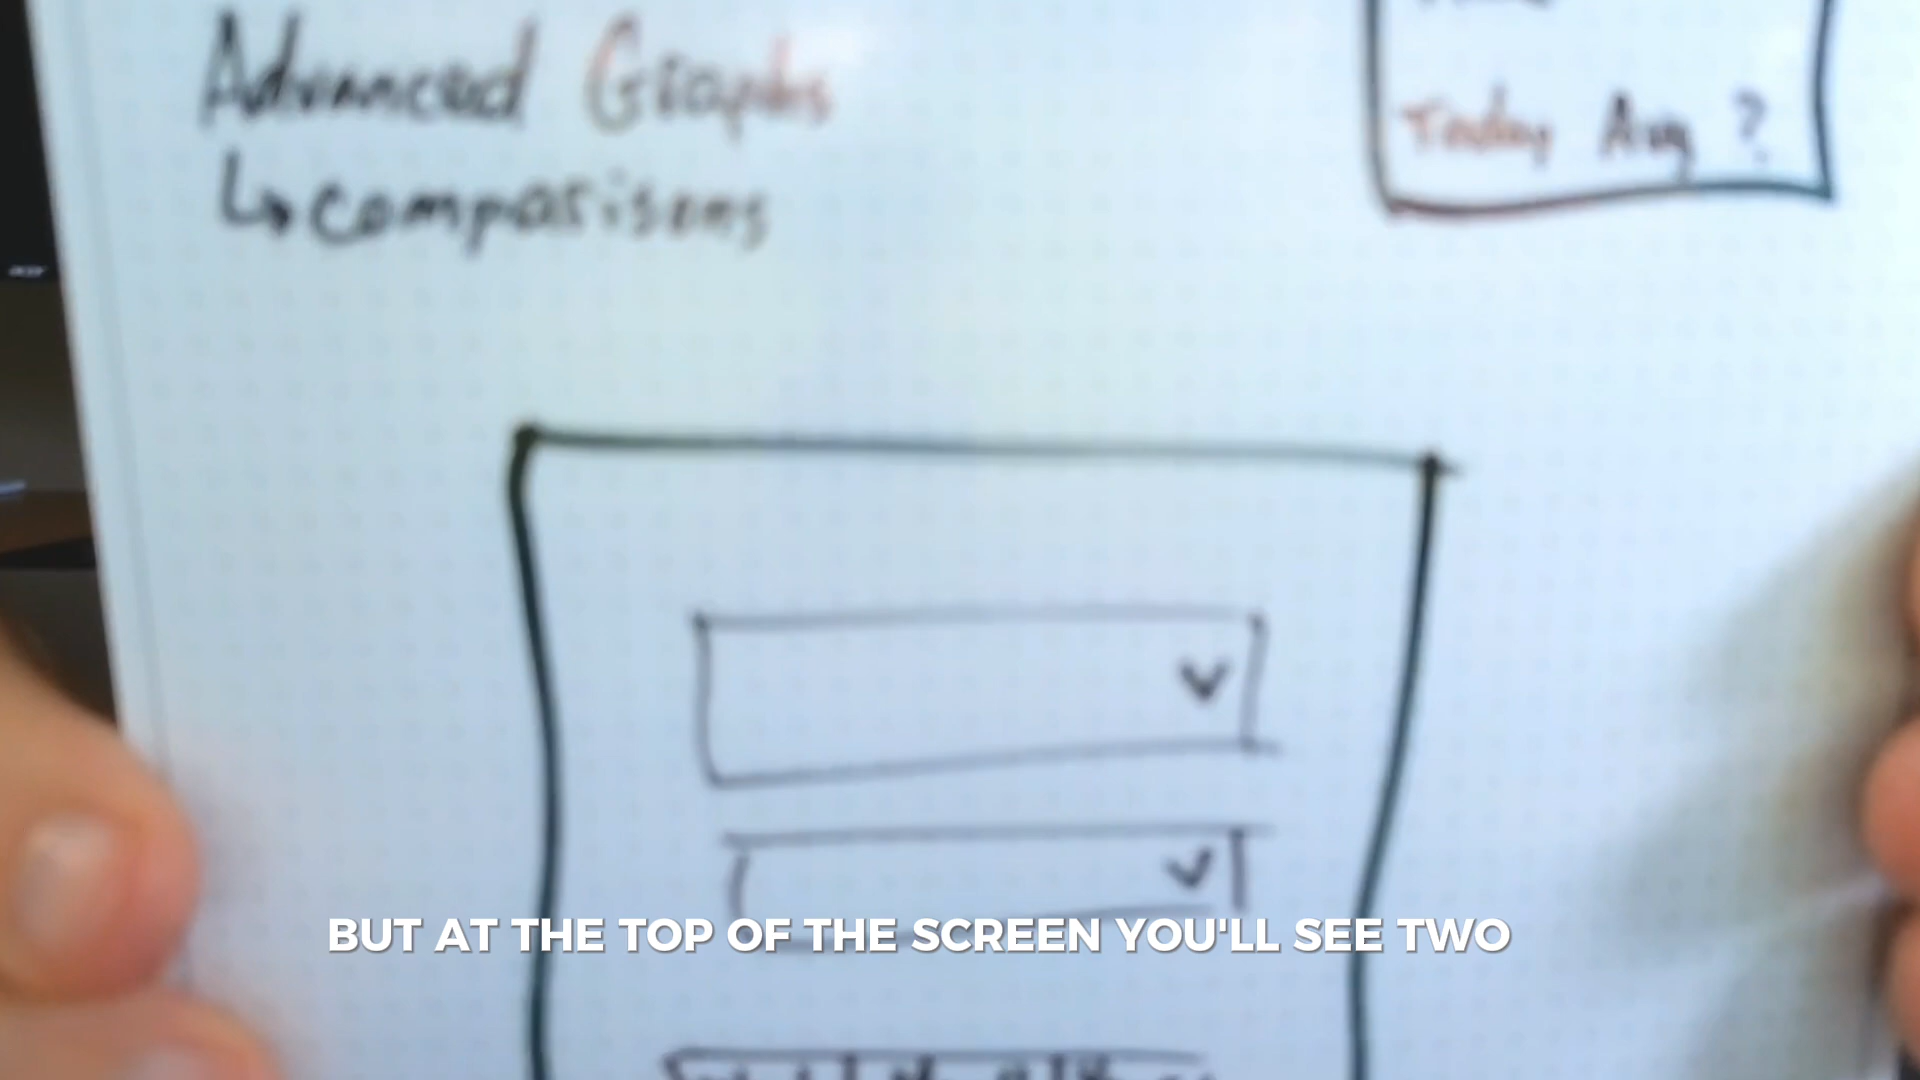 Advanced Graphs
Today Avg ?
↳ comparisons
BUT AT THE TOP OF THE SCREEN YOU'LL SEE TWO